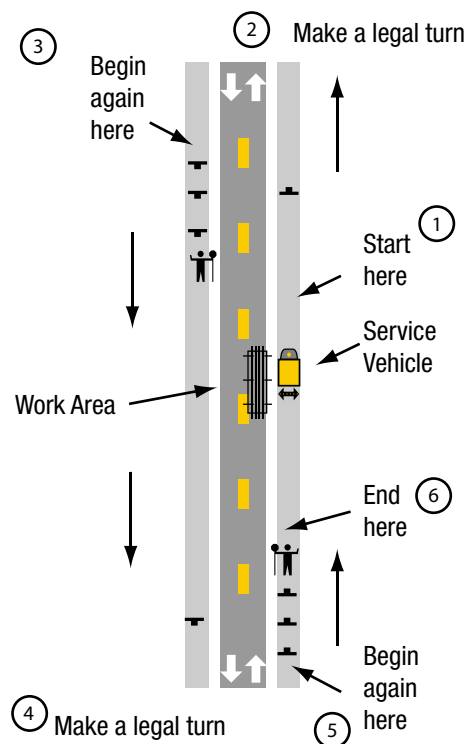 3
2 Make a legal turn
Begin
again
here
1
Start
here
Service
Vehicle
Work Area
End 6
here
Begin
again
here
4 Make a legal turn
5